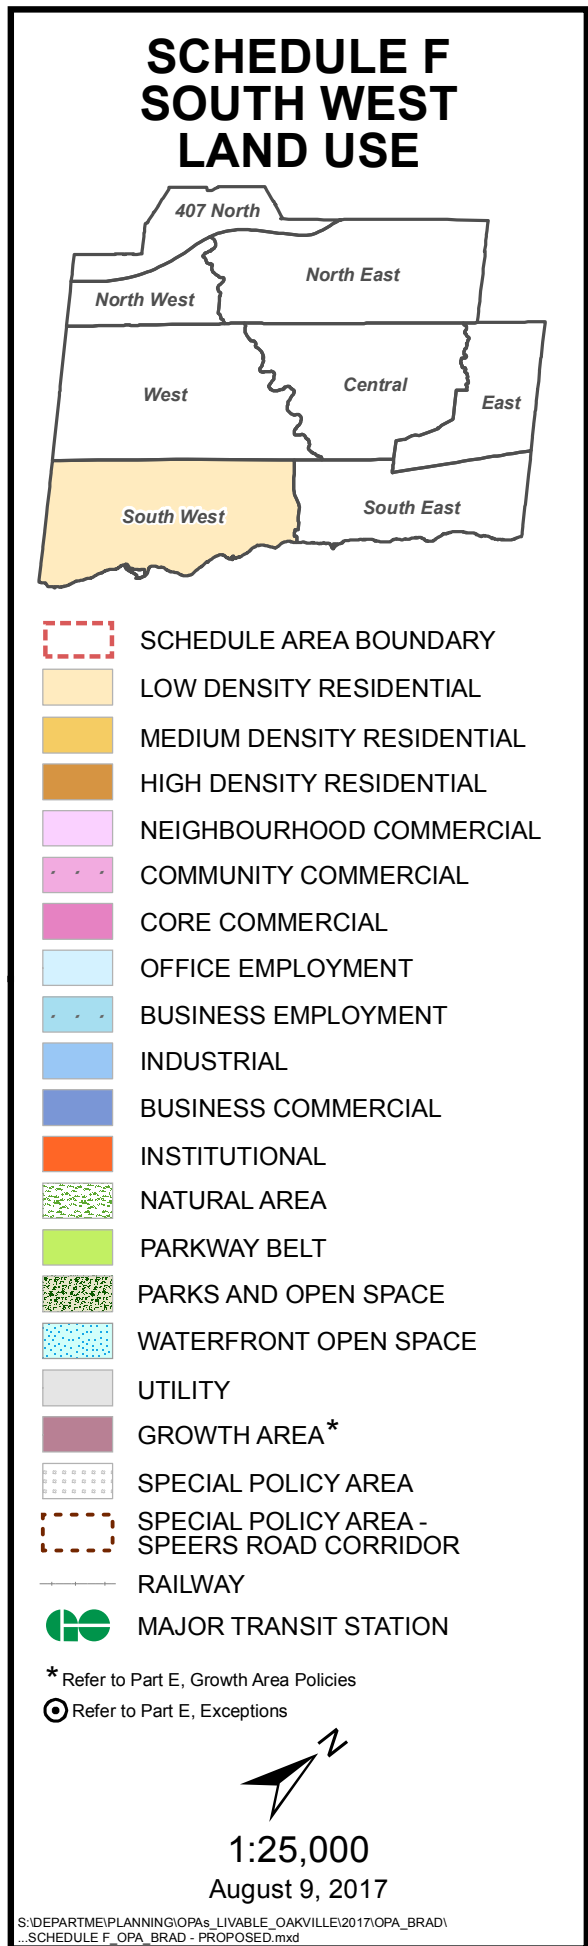 SCHEDULE F
SOUTH WEST
LAND USE
407 North
North East
North West
West
Central
East
South West
South East
SCHEDULE AREA BOUNDARY
LOW DENSITY RESIDENTIAL
MEDIUM DENSITY RESIDENTIAL
HIGH DENSITY RESIDENTIAL
NEIGHBOURHOOD COMMERCIAL
COMMUNITY COMMERCIAL
CORE COMMERCIAL
OFFICE EMPLOYMENT
BUSINESS EMPLOYMENT
INDUSTRIAL
BUSINESS COMMERCIAL
INSTITUTIONAL
NATURAL AREA
PARKWAY BELT
PARKS AND OPEN SPACE
WATERFRONT OPEN SPACE
UTILITY
GROWTH AREA*
SPECIAL POLICY AREA
SPECIAL POLICY AREA -
SPEERS ROAD CORRIDOR
RAILWAY
GO MAJOR TRANSIT STATION
* Refer to Part E, Growth Area Policies
Refer to Part E, Exceptions
N
1:25,000
August 9, 2017
S:\DEPARTME\PLANNING\OPAs_LIVABLE_OAKVILLE\2017\OPA_BRAD\
...SCHEDULE F_OPA_BRAD - PROPOSED.mxd